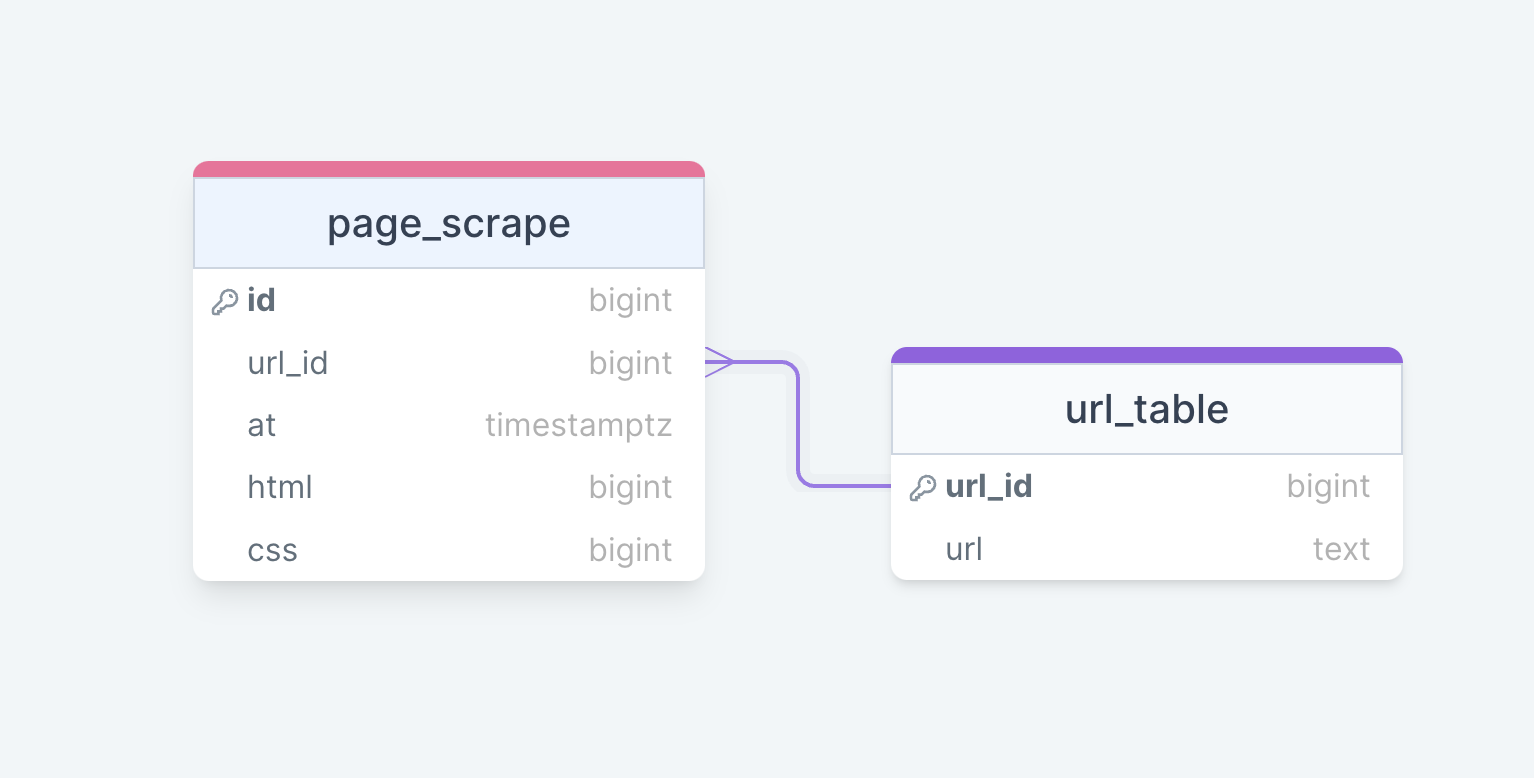 page_scrape
id bigint
url_id bigint
at timestamptz
html bigint
css bigint
url_table
url_id bigint
url text